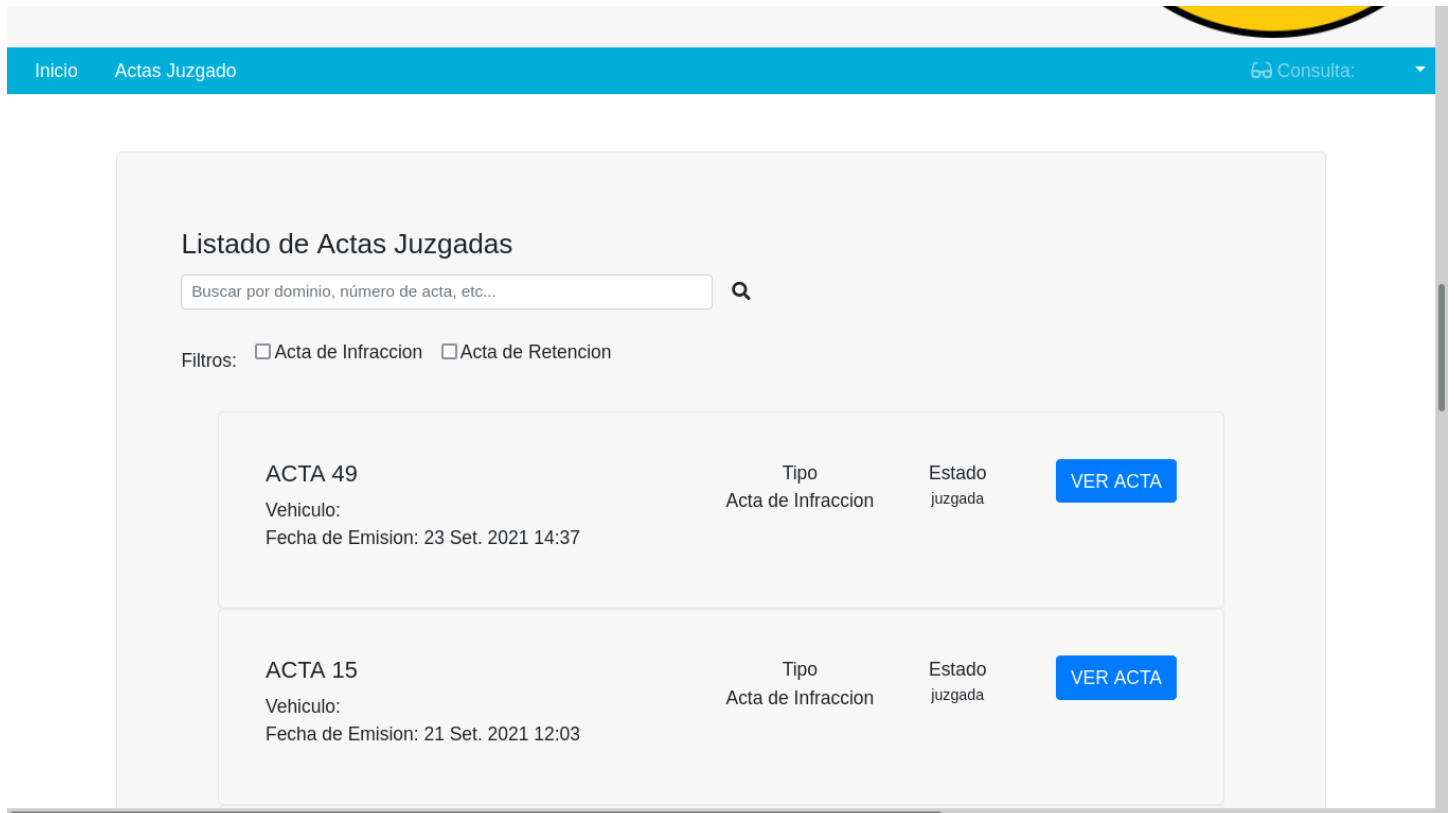 Inicio Actas Juzgado Consulta:
Listado de Actas Juzgadas
Buscar por dominio, número de acta, etc...
Filtros: Acta de Infraccion Acta de Retencion
ACTA 49 Tipo Estado VER ACTA
Vehiculo: Acta de Infraccion juzgada
Fecha de Emision: 23 Set. 2021 14:37
ACTA 15 Tipo Estado VER ACTA
Vehiculo: Acta de Infraccion juzgada
Fecha de Emision: 21 Set. 2021 12:03